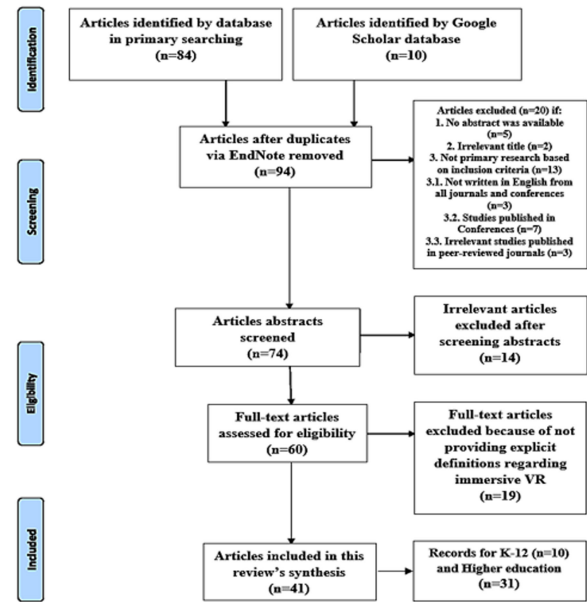 Identification
Articles identified by database
in primary searching
(n=84)
Articles identified by Google
Scholar database
(n=10)
Articles after duplicates
via EndNote removed
(n=94)
Articles excluded (n=20) if:
1. No abstract was available
(n=5)
2. Irrelevant title (n=2)
3. Not primary research based
on inclusion criteria (n=13)
3.1. Not written in English from
all journals and conferences
(n=3)
3.2. Studies published in
Conferences (n=7)
3.3. Irrelevant studies published
in peer-reviewed journals (n=3)
Screening
Articles abstracts
screened
(n=74)
Irrelevant articles
excluded after
screening abstracts
(n=14)
Eligibility
Full-text articles
assessed for eligibility
(n=60)
Full-text articles
excluded because of not
providing explicit
definitions regarding
immersive VR
(n=19)
Included
Articles included in this
review's synthesis
(n=41)
Records for K-12 (n=10)
and Higher education
(n=31)